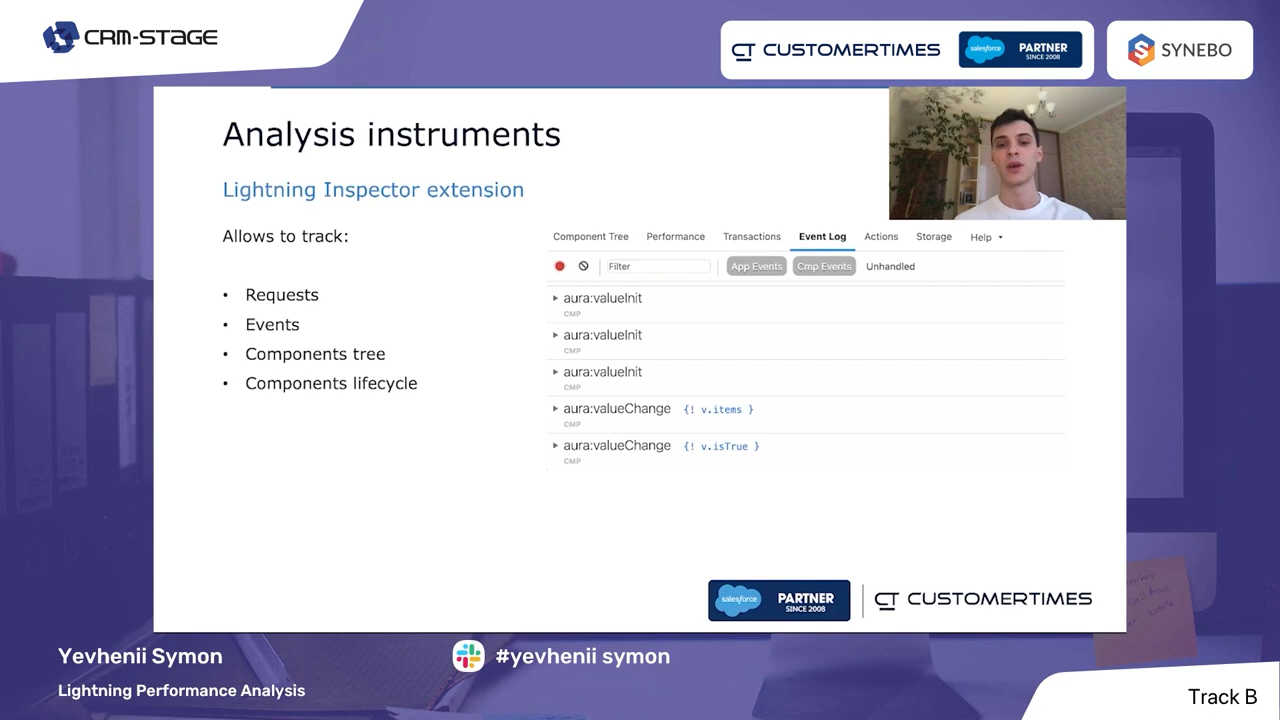 CRM-STAGE
CUSTOMERTIMES
salesforce
PARTNER
SINCE 2008
SYNEBO
Analysis instruments
Lightning Inspector extension
Allows to track:
• Requests
• Events
• Components tree
• Components lifecycle
Component Tree Performance Transactions Event Log Actions Storage Help
Filter App Events Cmp Events Unhandled
aura:valueInit
CMP
aura:valueInit
CMP
aura:valueInit
CMP
aura:valueChange {! v.items }
CMP
aura:valueChange {! v.isTrue }
CMP
salesforce
PARTNER
SINCE 2008
CT CUSTOMERTIMES
Yevhenii Symon
#yevhenii symon
Lightning Performance Analysis
Track B